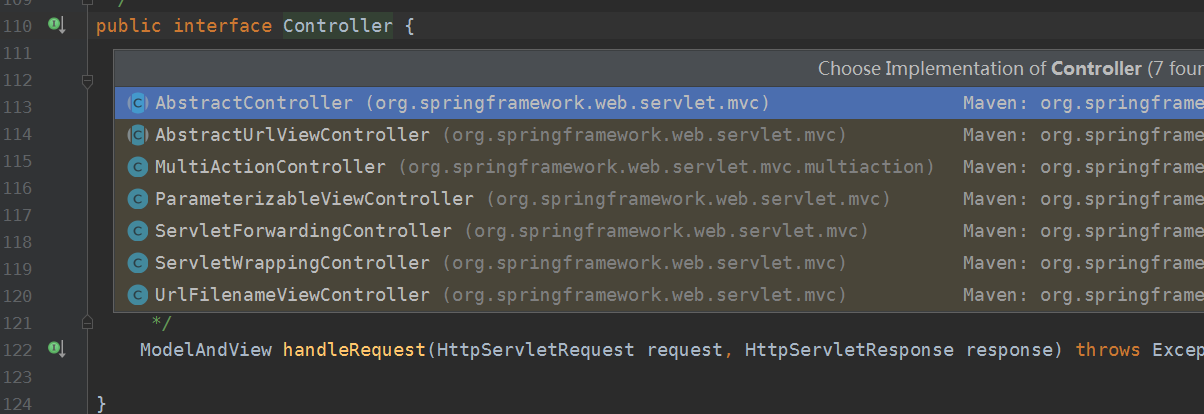 109 */
110 public interface Controller {
111
Choose Implementation of Controller (7 foun
112
113 AbstractController (org.springframework.web.servlet.mvc) Maven: org.springframe
114 AbstractUrlViewController (org.springframework.web.servlet.mvc) Maven: org.springframe
115 MultiActionController (org.springframework.web.servlet.mvc.multiaction) Maven: org.springframe
116 ParameterizableViewController (org.springframework.web.servlet.mvc) Maven: org.springframe
117
118 ServletForwardingController (org.springframework.web.servlet.mvc) Maven: org.springframe
119 ServletWrappingController (org.springframework.web.servlet.mvc) Maven: org.springframe
120 UrlFilenameViewController (org.springframework.web.servlet.mvc) Maven: org.springframe
121 */
122 ModelAndView handleRequest(HttpServletRequest request, HttpServletResponse response) throws Excep
123
124 }